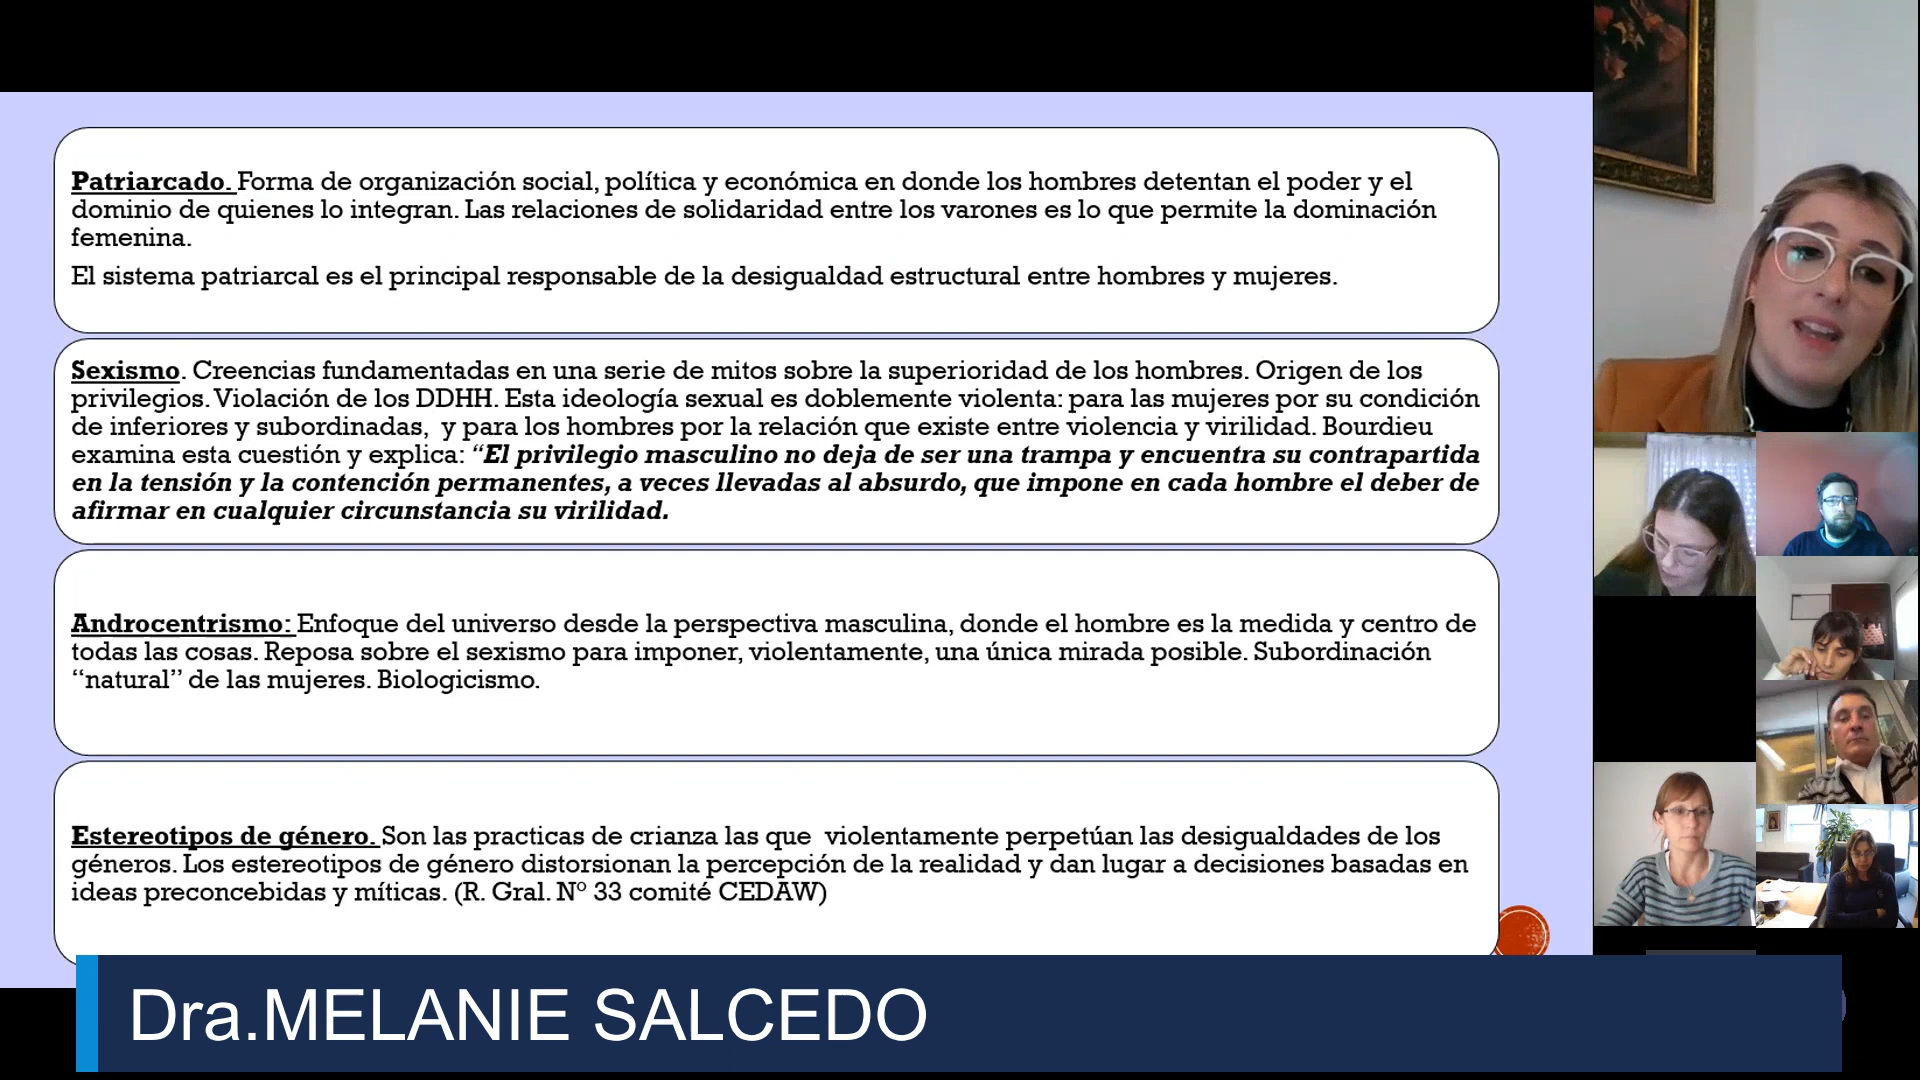 Patriarcado. Forma de organización social, política y económica en donde los hombres detentan el poder y el
dominio de quienes lo integran. Las relaciones de solidaridad entre los varones es lo que permite la dominación
femenina.
El sistema patriarcal es el principal responsable de la desigualdad estructural entre hombres y mujeres.
Sexismo. Creencias fundamentadas en una serie de mitos sobre la superioridad de los hombres. Origen de los
privilegios. Violación de los DDHH. Esta ideología sexual es doblemente violenta: para las mujeres por su condición
de inferiores y subordinadas,  y para los hombres por la relación que existe entre violencia y virilidad. Bourdieu
examina esta cuestión y explica: “El privilegio masculino no deja de ser una trampa y encuentra su contrapartida
en la tensión y la contención permanentes, a veces llevadas al absurdo, que impone en cada hombre el deber de
afirmar en cualquier circunstancia su virilidad.
Androcentrismo: Enfoque del universo desde la perspectiva masculina, donde el hombre es la medida y centro de
todas las cosas. Reposa sobre el sexismo para imponer, violentamente, una única mirada posible. Subordinación
“natural” de las mujeres. Biologicismo.
Estereotipos de género. Son las practicas de crianza las que  violentamente perpetúan las desigualdades de los
géneros. Los estereotipos de género distorsionan la percepción de la realidad y dan lugar a decisiones basadas en
ideas preconcebidas y míticas. (R. Gral. Nº 33 comité CEDAW)
Dra.MELANIE SALCEDO